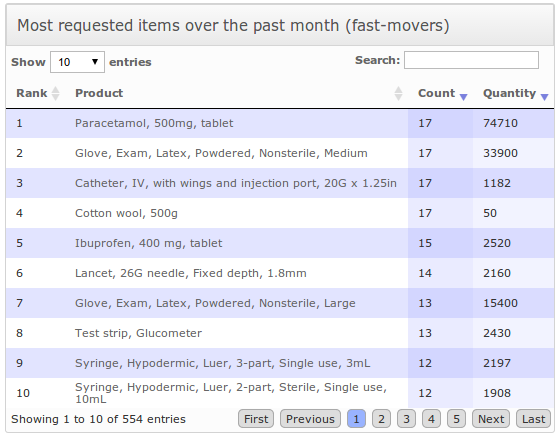 Most requested items over the past month (fast-movers)
Show 10 entries Search:
Rank Product Count Quantity
1 Paracetamol, 500mg, tablet 17 74710
2 Glove, Exam, Latex, Powdered, Nonsterile, Medium 17 33900
3 Catheter, IV, with wings and injection port, 20G x 1.25in 17 1182
4 Cotton wool, 500g 17 50
5 Ibuprofen, 400 mg, tablet 15 2520
6 Lancet, 26G needle, Fixed depth, 1.8mm 14 2160
7 Glove, Exam, Latex, Powdered, Nonsterile, Large 13 15400
8 Test strip, Glucometer 13 2430
9 Syringe, Hypodermic, Luer, 3-part, Single use, 3mL 12 2197
10 Syringe, Hypodermic, Luer, 2-part, Sterile, Single use, 12 1908
10mL
Showing 1 to 10 of 554 entries First Previous 1 2 3 4 5 Next Last